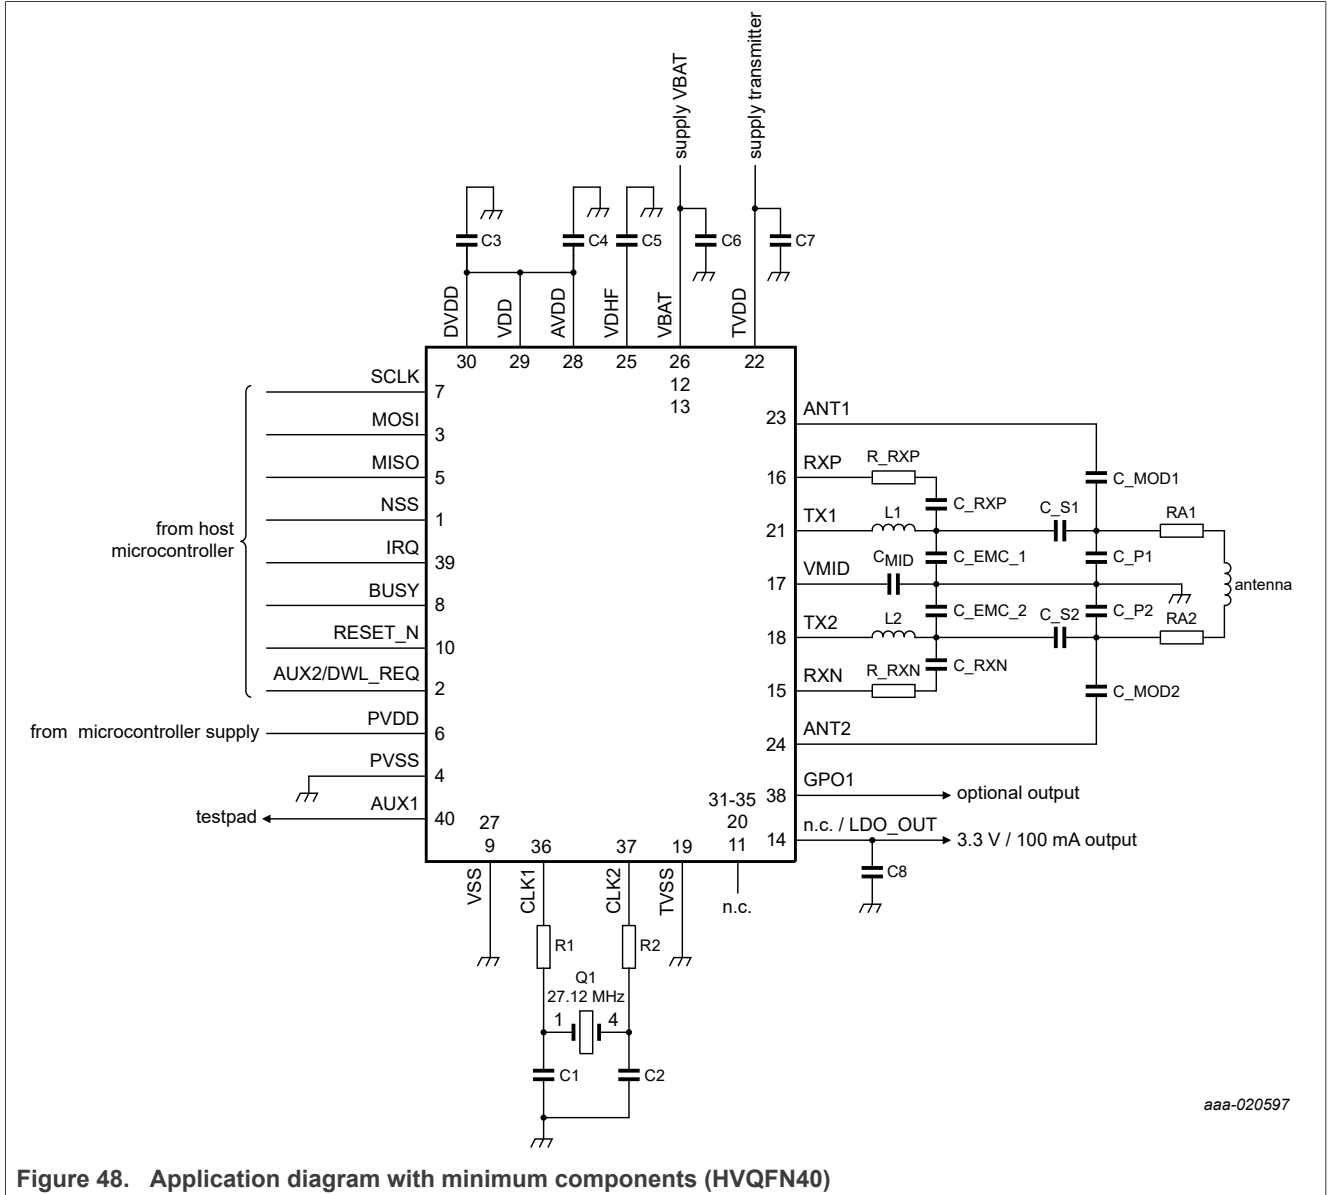 supply VBAT
supply transmitter
C3
C4
C5
C6
C7
DVDD
VDD
AVDD
VDHF
VBAT
TVDD
30
29
28
25
26
22
12
13
SCLK
7
MOSI
3
MISO
5
NSS
1
IRQ
39
BUSY
8
RESET_N
10
AUX2/DWL_REQ
2
from host
microcontroller
from microcontroller supply
PVDD
6
PVSS
4
testpad
AUX1
40
23
ANT1
C_MOD1
16
RXP
R_RXP
C_RXP
21
TX1
L1
C_S1
RA1
C_EMC_1
C_P1
17
VMID
CMID
antenna
C_EMC_2
C_P2
18
TX2
L2
C_S2
RA2
C_RXN
15
RXN
R_RXN
C_MOD2
24
ANT2
38
GPO1
optional output
14
n.c. / LDO_OUT
3.3 V / 100 mA output
C8
27
9
36
37
19
31-35
20
11
VSS
CLK1
CLK2
TVSS
n.c.
R1
R2
Q1
27.12 MHz
1
4
C1
C2
aaa-020597
Figure 48. Application diagram with minimum components (HVQFN40)